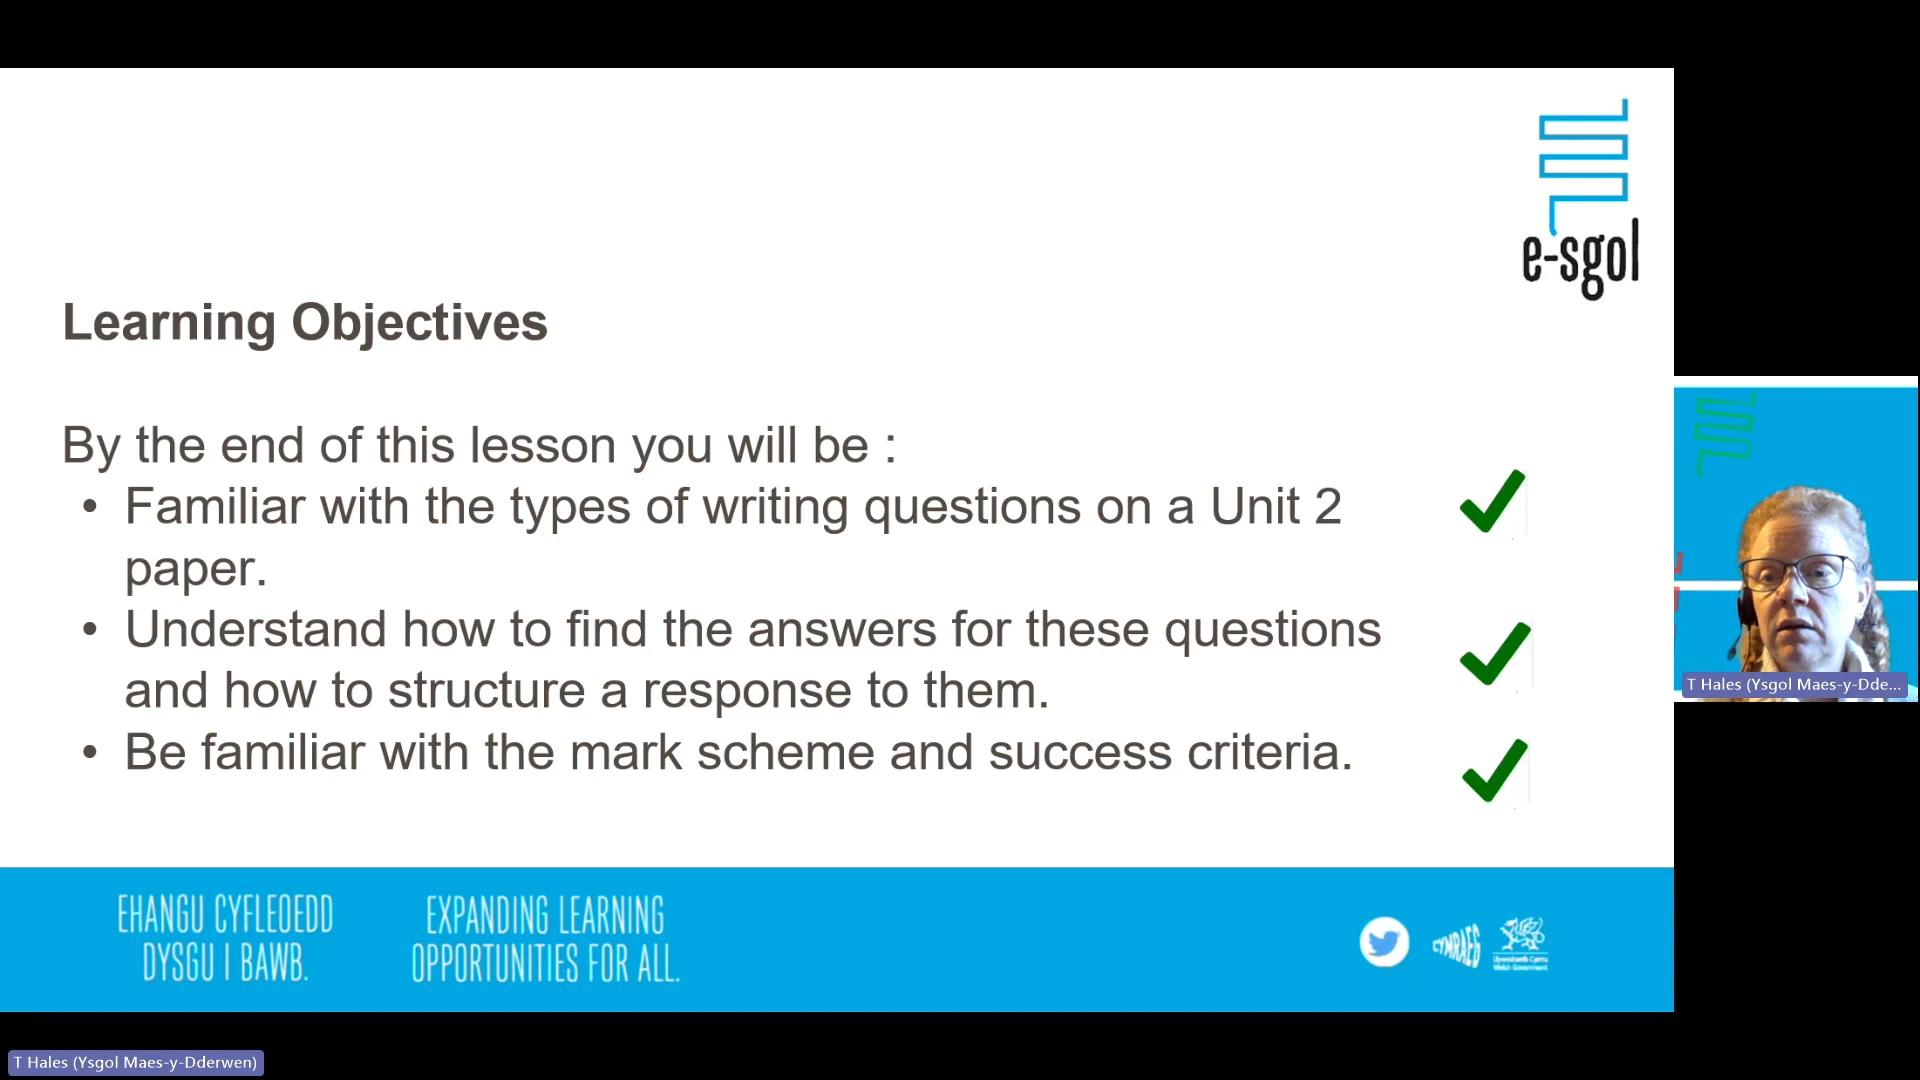 e-sgol
Learning Objectives
By the end of this lesson you will be :
• Familiar with the types of writing questions on a Unit 2
paper.
• Understand how to find the answers for these questions
and how to structure a response to them.
• Be familiar with the mark scheme and success criteria.
T Hales (Ysgol Maes-y-Dde...
EHANGU CYFLEOEDD
DYSGU I BAWB.
EXPANDING LEARNING
OPPORTUNITIES FOR ALL.
CYMRAEG
Llywodraeth Cymru
Welsh Government
T Hales (Ysgol Maes-y-Dderwen)